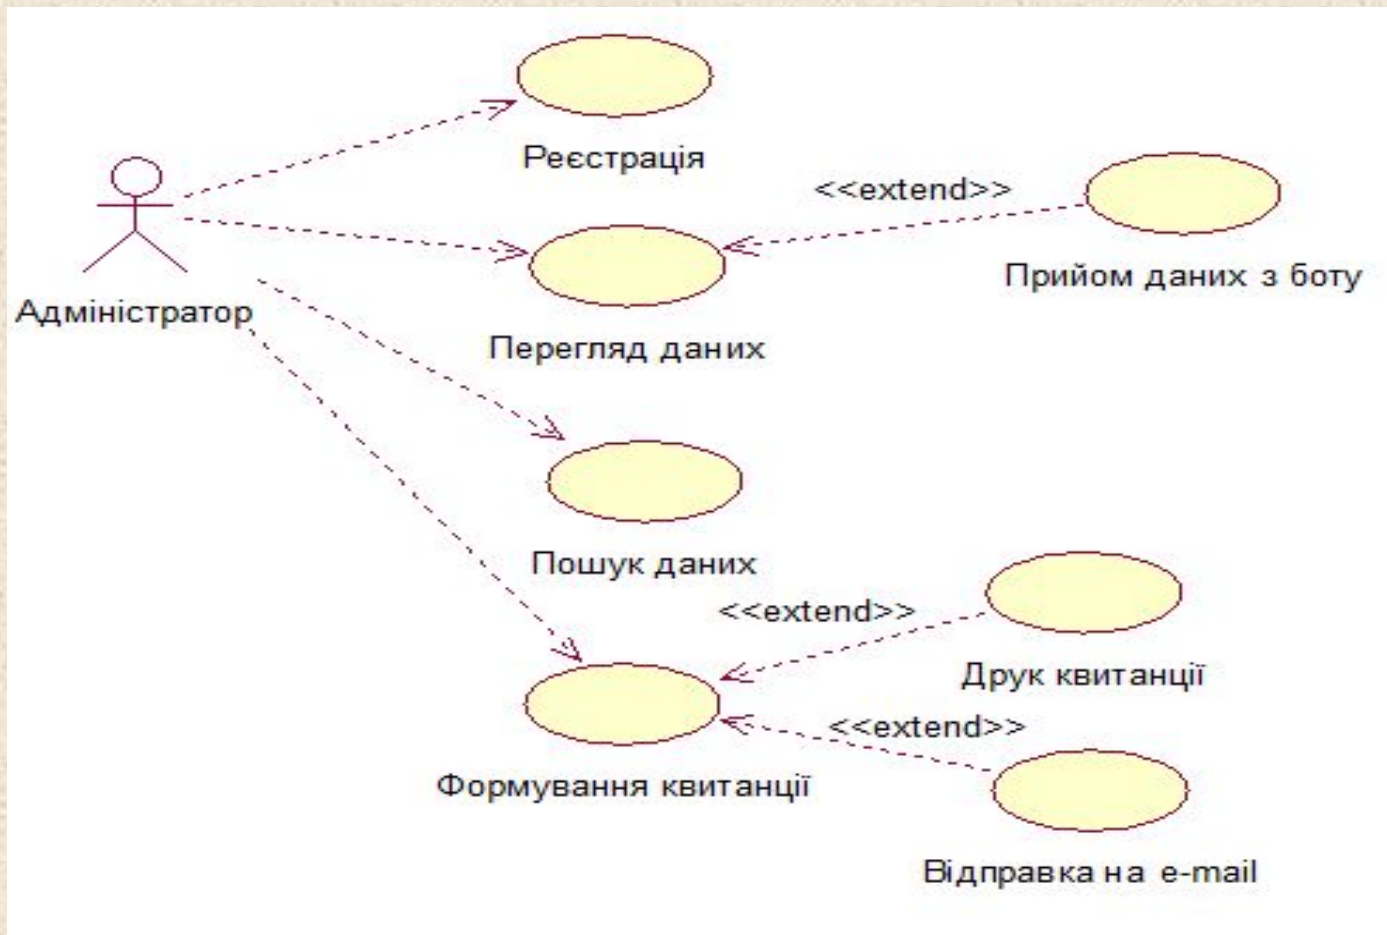 Реєстрація
<<extend>>
Прийом даних з боту
Адміністратор
Перегляд даних
Пошук даних
<<extend>>
Друк квитанції
<<extend>>
Формування квитанції
Відправка на e-mail